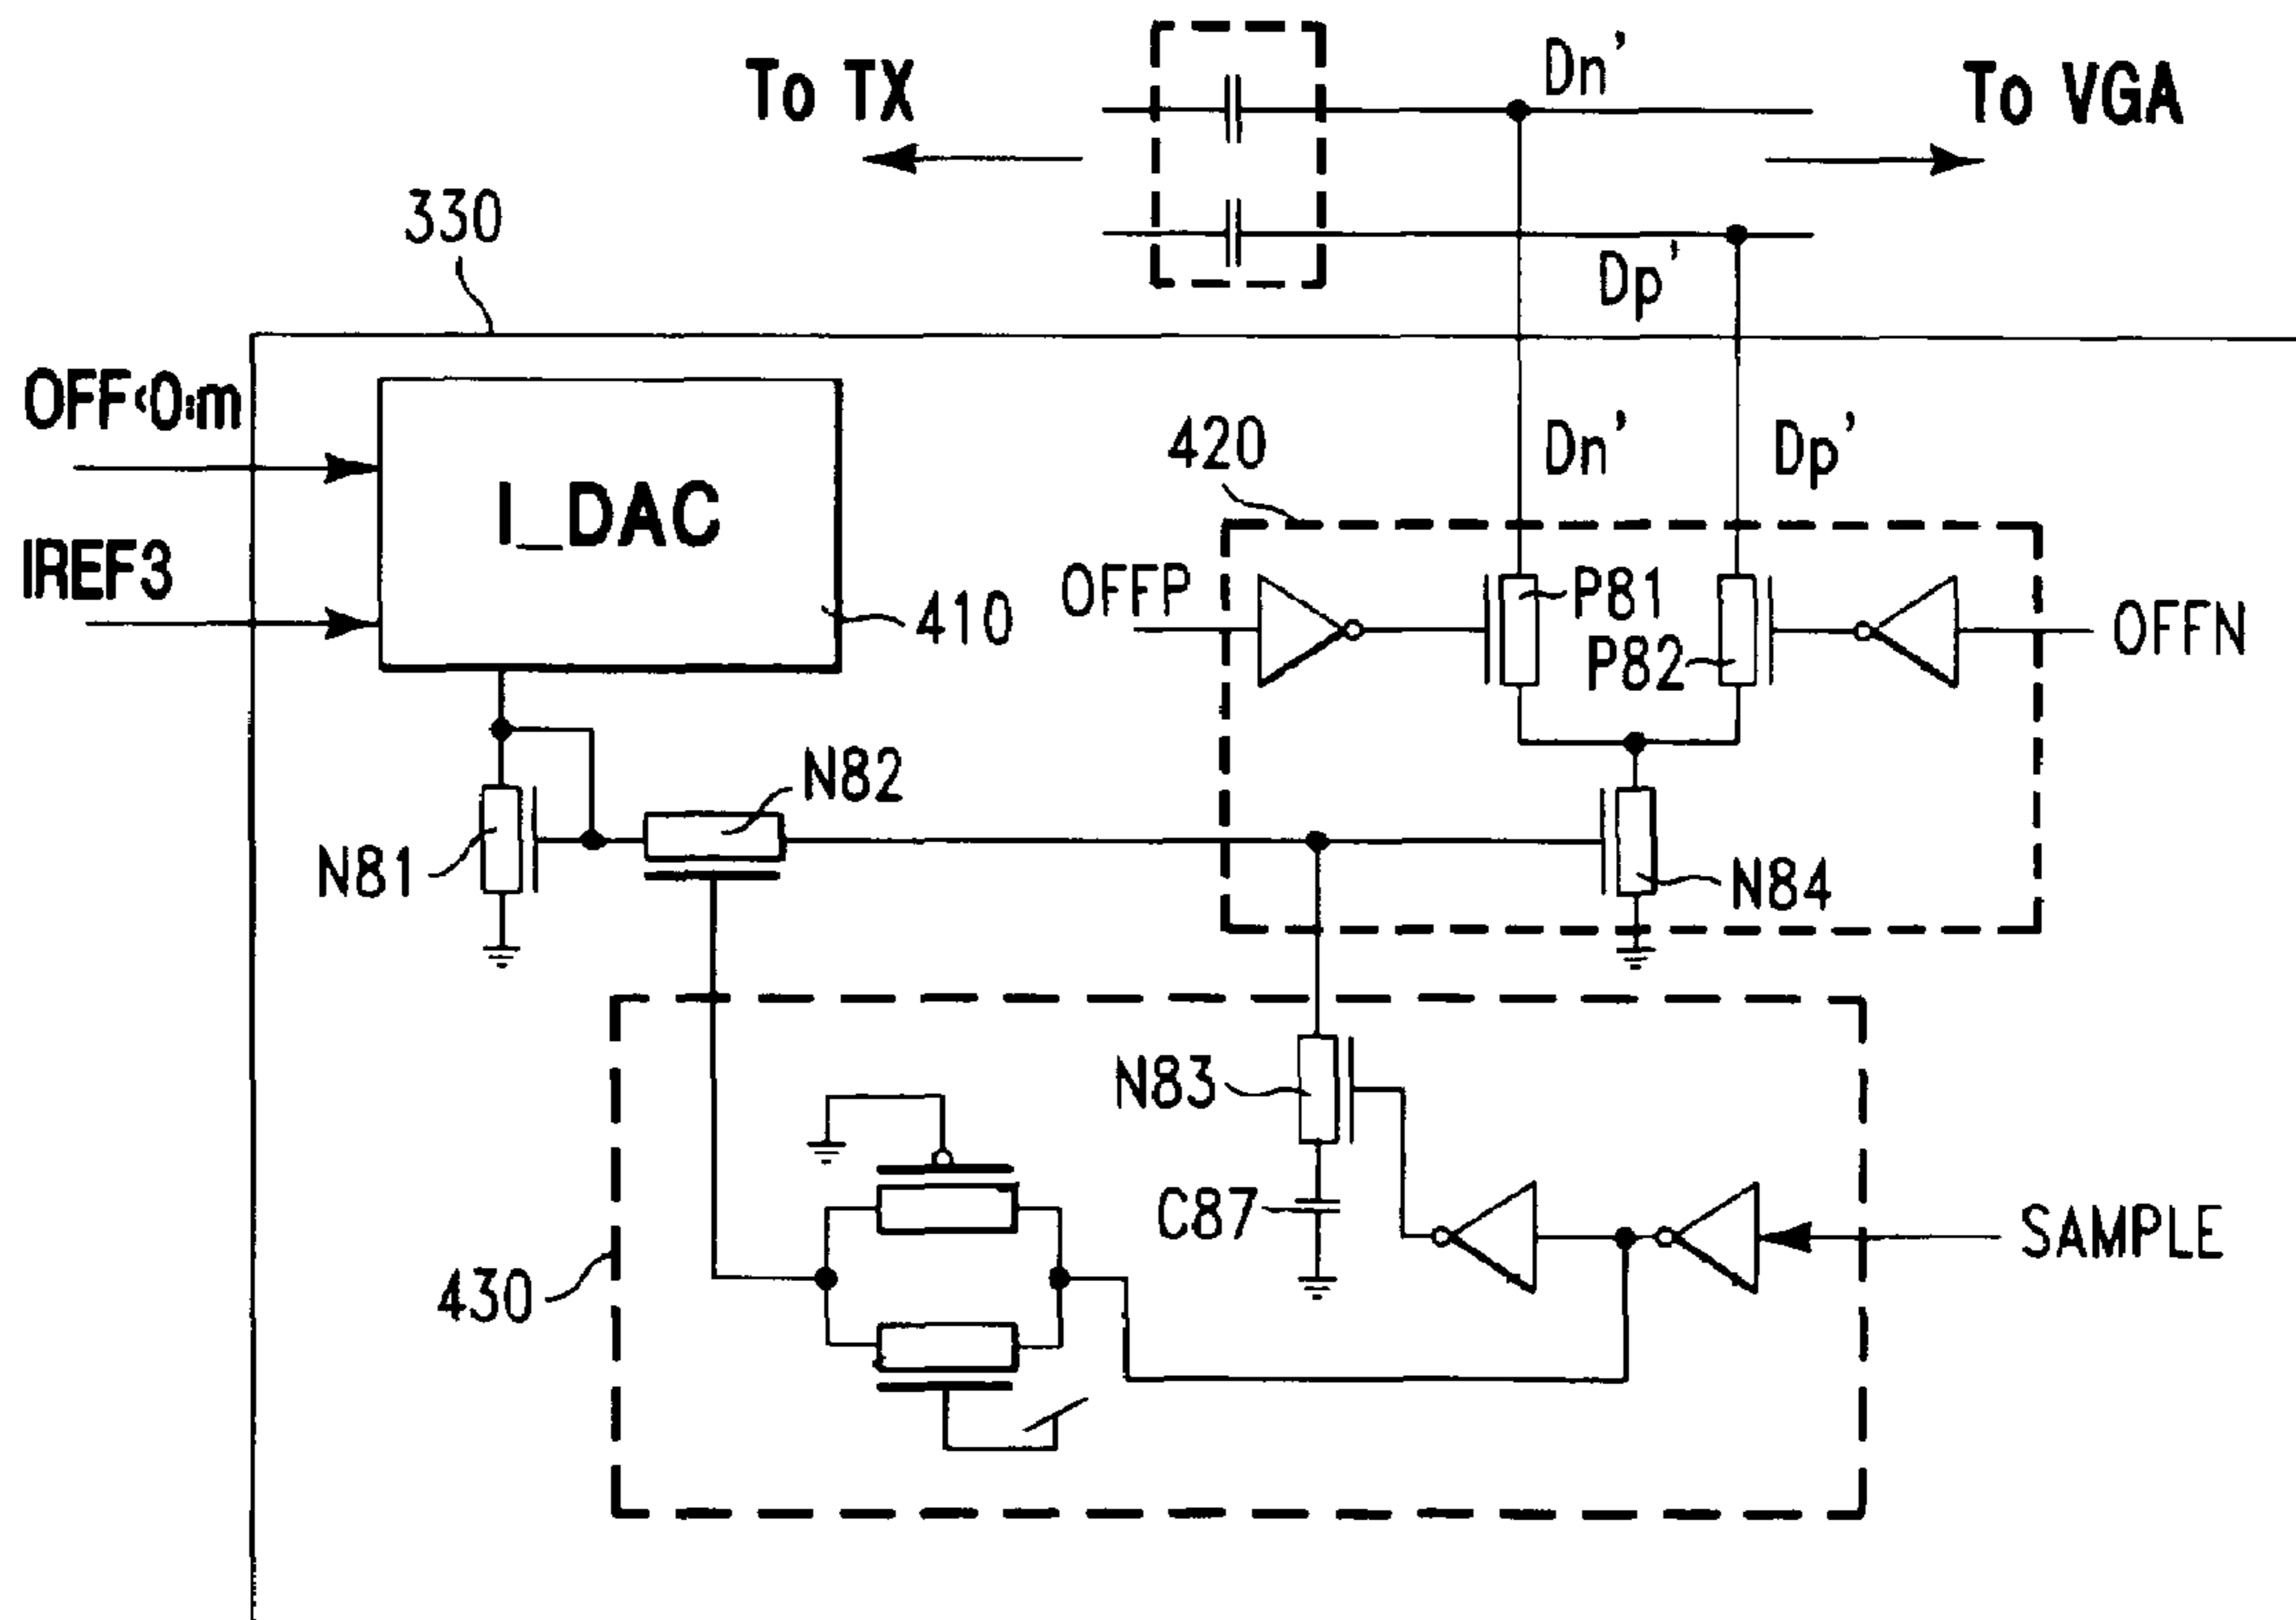 To TX
Dn'
To VGA
Dp'
330
OFF<0:m
I_DAC
IREF3
410
420
Dn'
Dp'
OFFP
P81
P82
OFFN
N81
N82
N84
N83
C87
SAMPLE
430